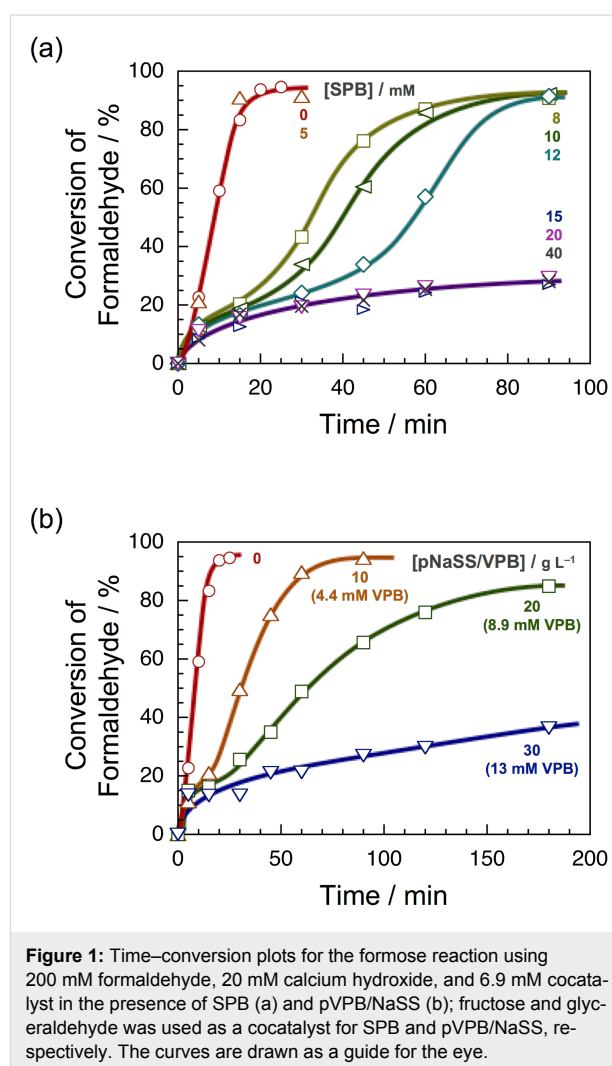 (a)
100
80
60
40
20
0
Conversion of
Formaldehyde / %
[SPB] / mM
0
5
8
10
12
15
20
40
0 20 40 60 80 100
Time / min
(b)
100
80
60
40
20
0
Conversion of
Formaldehyde / %
[pNaSS/VPB] / g L⁻¹
0
10
(4.4 mM VPB)
20
(8.9 mM VPB)
30
(13 mM VPB)
0 50 100 150 200
Time / min
Figure 1: Time–conversion plots for the formose reaction using
200 mM formaldehyde, 20 mM calcium hydroxide, and 6.9 mM cocata-
lyst in the presence of SPB (a) and pVPB/NaSS (b); fructose and glyc-
eraldehyde was used as a cocatalyst for SPB and pVPB/NaSS, re-
spectively. The curves are drawn as a guide for the eye.